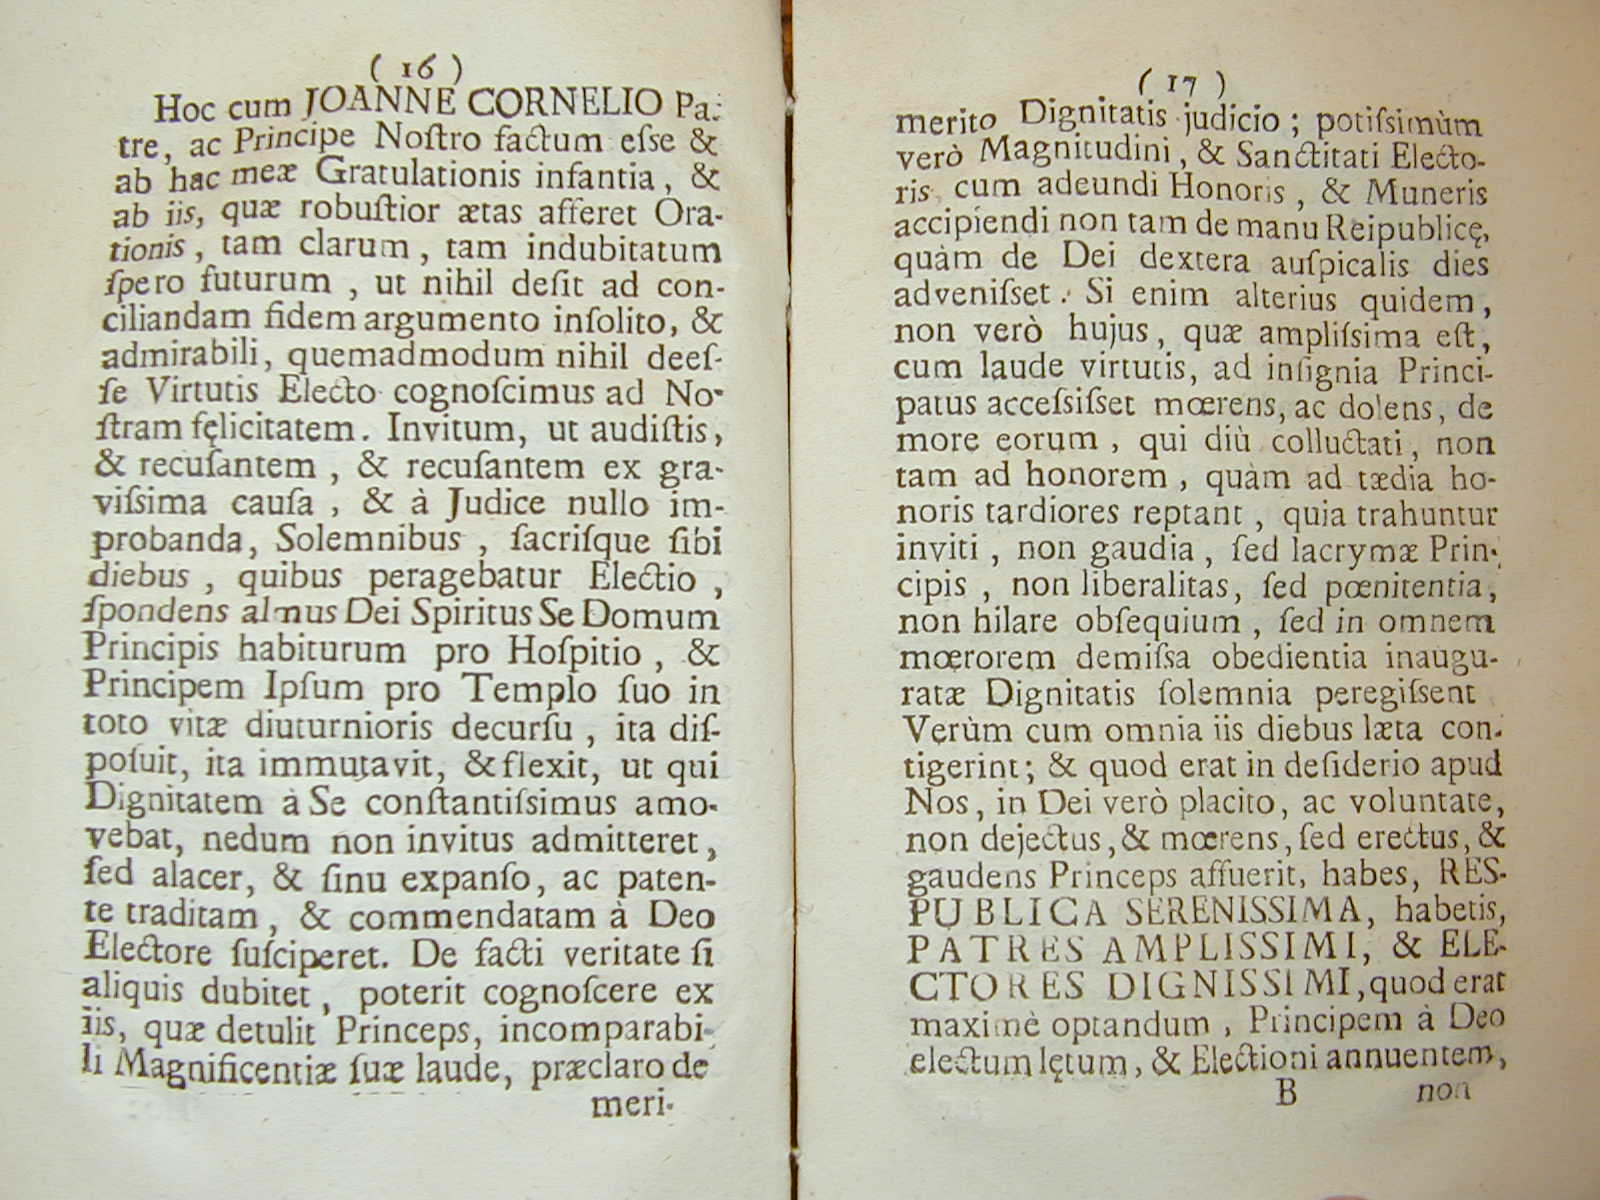 ( 16 )
Hoc cum JOANNE CORNELIO Pa-
tre, ac Principe Noſtro factum eſse &
ab hac meæ Gratulationis infantia, &
ab iis, quæ robuſtior ætas afferet Ora-
tionis, tam clarum, tam indubitatum
ſpero futurum, ut nihil deſit ad con-
ciliandam fidem argumento inſolito, &
admirabili, quemadmodum nihil deeſ-
ſe Virtutis Electo cognoſcimus ad No-
ſtram fęlicitatem. Invitum, ut audiſtis,
& recuſantem, & recuſantem ex gra-
viſsima cauſa, & à Judice nullo im-
probanda, Solemnibus, ſacriſque ſibi
diebus, quibus peragebatur Electio,
ſpondens almus Dei Spiritus Se Domum
Principis habiturum pro Hoſpitio, &
Principem Ipſum pro Templo ſuo in
toto vitæ diuturnioris decurſu, ita diſ-
poſuit, ita immutavit, & flexit, ut qui
Dignitatem à Se conſtantiſsimus amo-
vebat, nedum non invitus admitteret,
ſed alacer, & ſinu expanſo, ac paten-
te traditam, & commendatam à Deo
Electore ſuſciperet. De facti veritate ſi
aliquis dubitet, poterit cognoſcere ex
iis, quæ detulit Princeps, incomparabi-
li Magnificentiæ ſuæ laude, præclaro de
meri-
( 17 )
merito Dignitatis judicio; potiſsimùm
verò Magnitudini, & Sanctitati Electo-
ris cum adeundi Honoris, & Muneris
accipiendi non tam de manu Reipublicę,
quàm de Dei dextera auſpicalis dies
adveniſset. Si enim alterius quidem,
non verò hujus, quæ ampliſsima eſt,
cum laude virtutis, ad inſignia Princi-
patus acceſsiſset mœrens, ac dolens, de
more eorum, qui diù colluctati, non
tam ad honorem, quàm ad tædia ho-
noris tardiores reptant, quia trahuntur
inviti, non gaudia, ſed lacrymæ Prin-
cipis, non liberalitas, ſed pœnitentia,
non hilare obſequium, ſed in omnem
mœrorem demiſsa obedientia inaugu-
ratæ Dignitatis ſolemnia peregiſsent
Verùm cum omnia iis diebus læta con-
tigerint; & quod erat in deſiderio apud
Nos, in Dei verò placito, ac voluntate,
non dejectus, & mœrens, ſed erectus, &
gaudens Princeps affuerit, habes, RES-
PUBLICA SERENISSIMA, habetis,
PATRES AMPLISSIMI, & ELE-
CTORES DIGNISSIMI, quod erat
maximè optandum, Principem à Deo
electum lętum, & Electioni annuentem,
B non